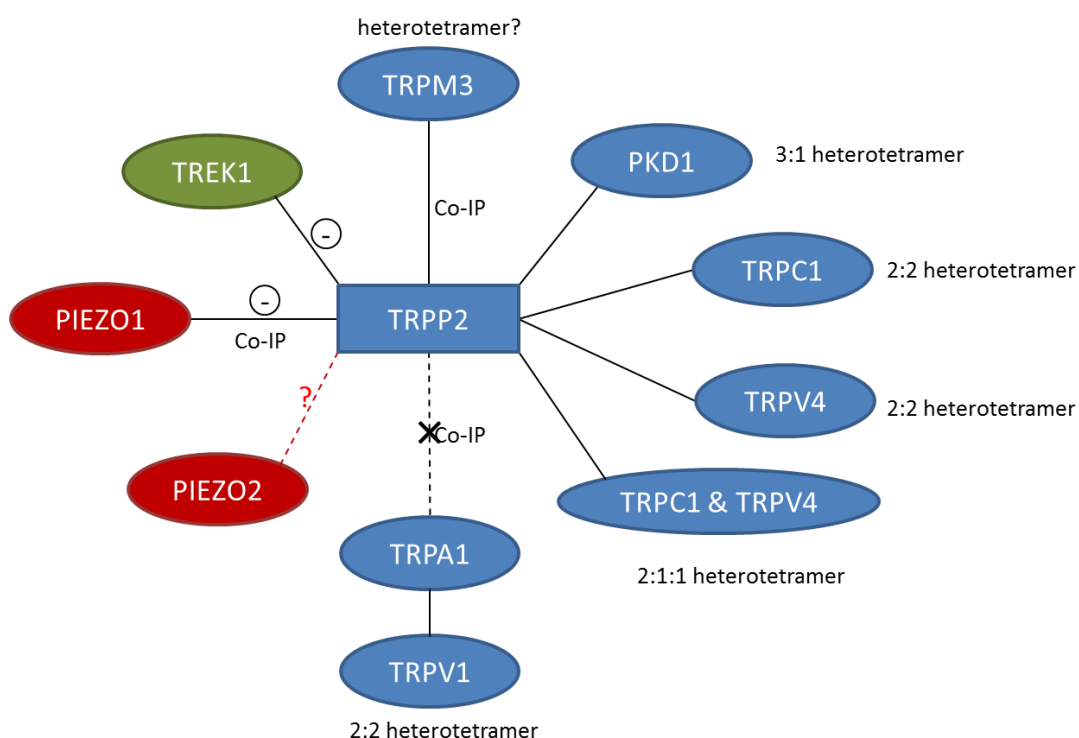 heterotetramer?
TRPM3
TREK1
PKD1
3:1 heterotetramer
-
Co-IP
TRPC1
2:2 heterotetramer
-
PIEZO1
TRPP2
Co-IP
?
TRPV4
2:2 heterotetramer
Co-IP
PIEZO2
TRPC1 & TRPV4
TRPA1
2:1:1 heterotetramer
TRPV1
2:2 heterotetramer